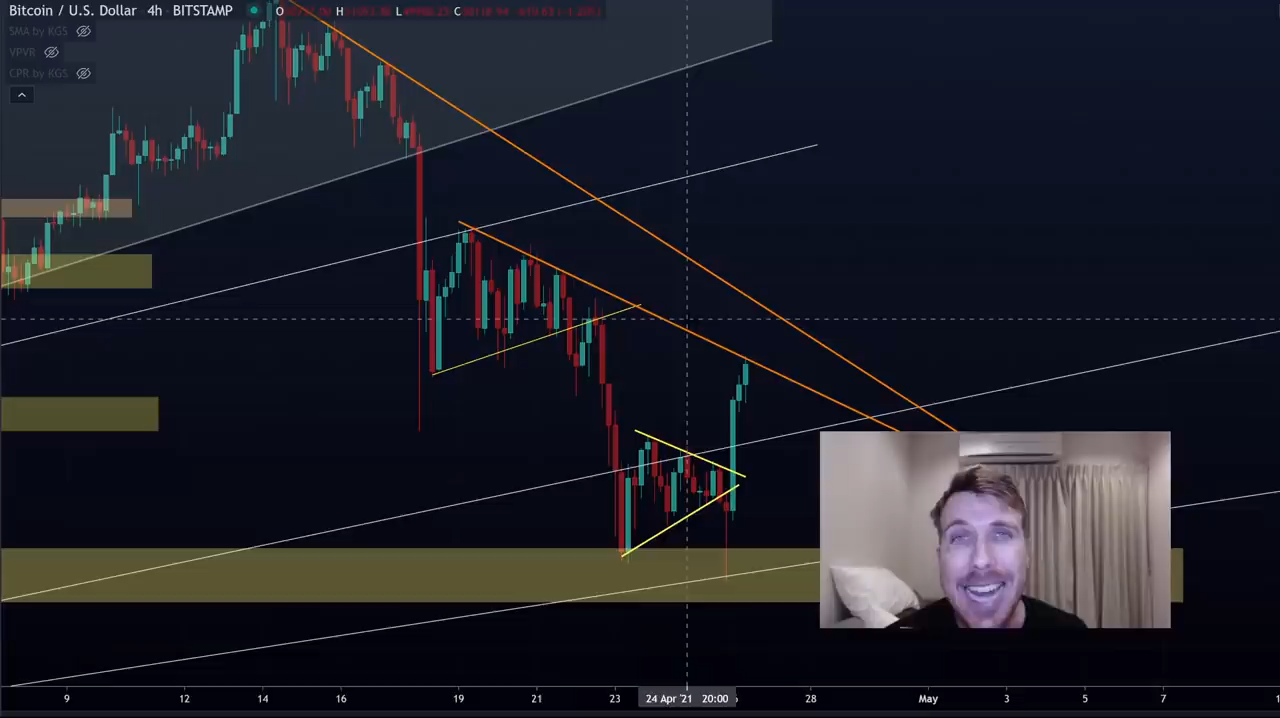 Bitcoin / U.S. Dollar 4h · BITSTAMP O H L C
SMA by KGS
VPVR
CPR by KGS
9 12 14 16 19 21 23 24 Apr '21 20:00 28 May 3 5 7